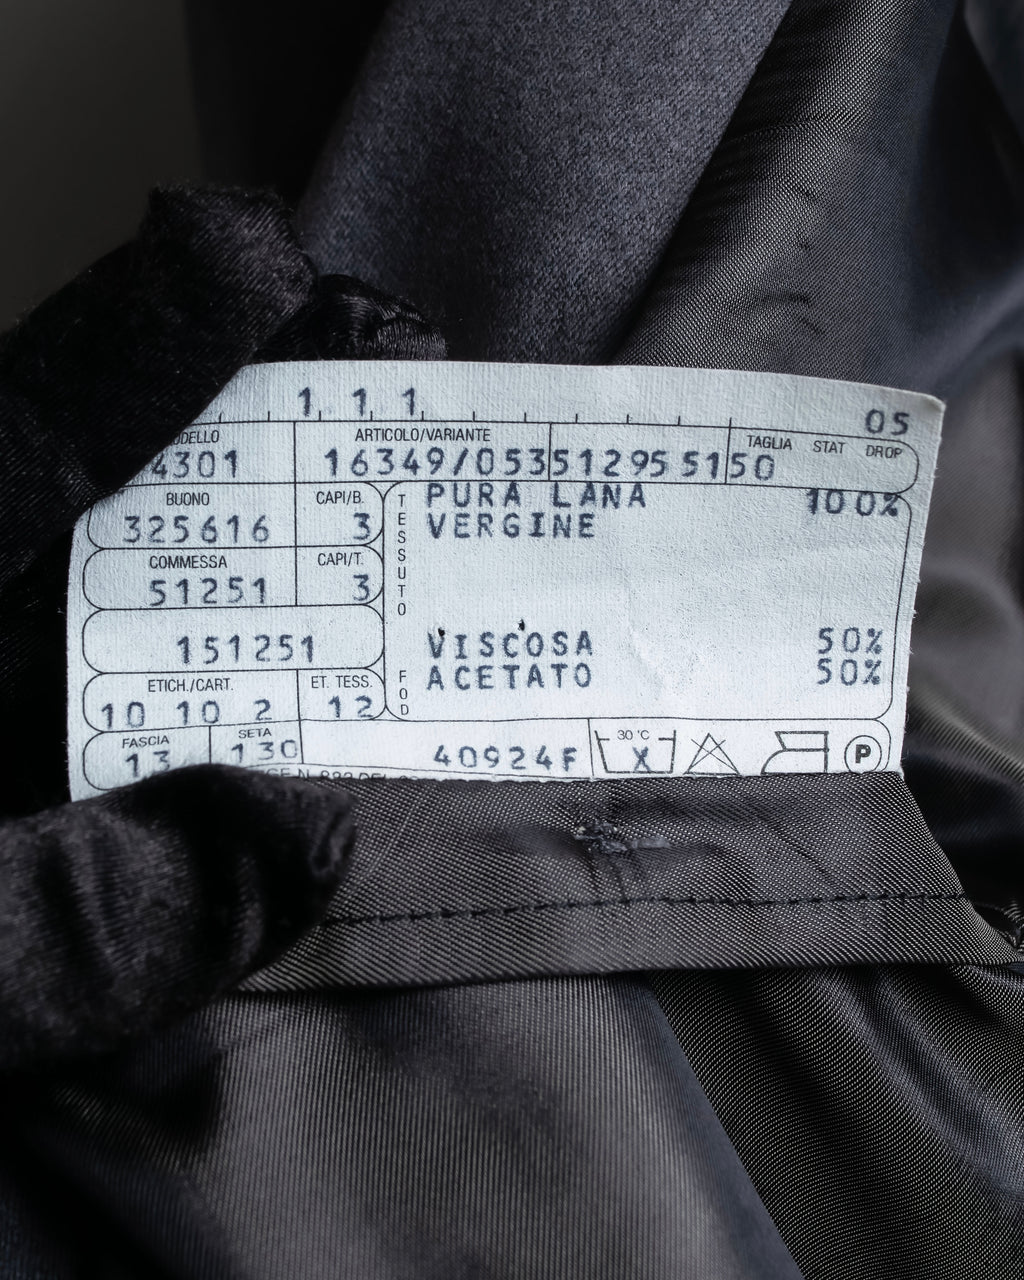 1 1 1
05
ARTICOLO/VARIANTE TAGLIA STAT DROP
4301 16349/053 51295 51 50
BUONO CAPI/B.
325616 3
COMMESSA CAPI/T.
51251 3
151251
ETICH./CART. ET. TESS.
10 10 2 12
TESSUTO
PURA LANA 100%
VERGINE
FOD
VISCOSA 50%
ACETATO 50%
FASCIA SETA
13 130 40924F
30 °C
X
P